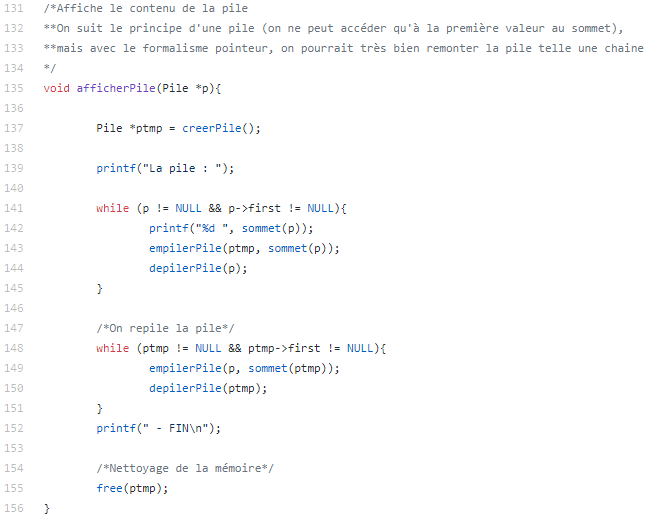 131 /*Affiche le contenu de la pile
132 **On suit le principe d'une pile (on ne peut accéder qu'à la première valeur au sommet),
133 **mais avec le formalisme pointeur, on pourrait très bien remonter la pile telle une chaine
134 */
135 void afficherPile(Pile *p){
136
137 Pile *ptmp = creerPile();
138
139 printf("La pile : ");
140
141 while (p != NULL && p->first != NULL){
142 printf("%d ", sommet(p));
143 empilerPile(ptmp, sommet(p));
144 depilerPile(p);
145 }
146
147 /*On repile la pile*/
148 while (ptmp != NULL && ptmp->first != NULL){
149 empilerPile(p, sommet(ptmp));
150 depilerPile(ptmp);
151 }
152 printf(" - FIN\n");
153
154 /*Nettoyage de la mémoire*/
155 free(ptmp);
156 }